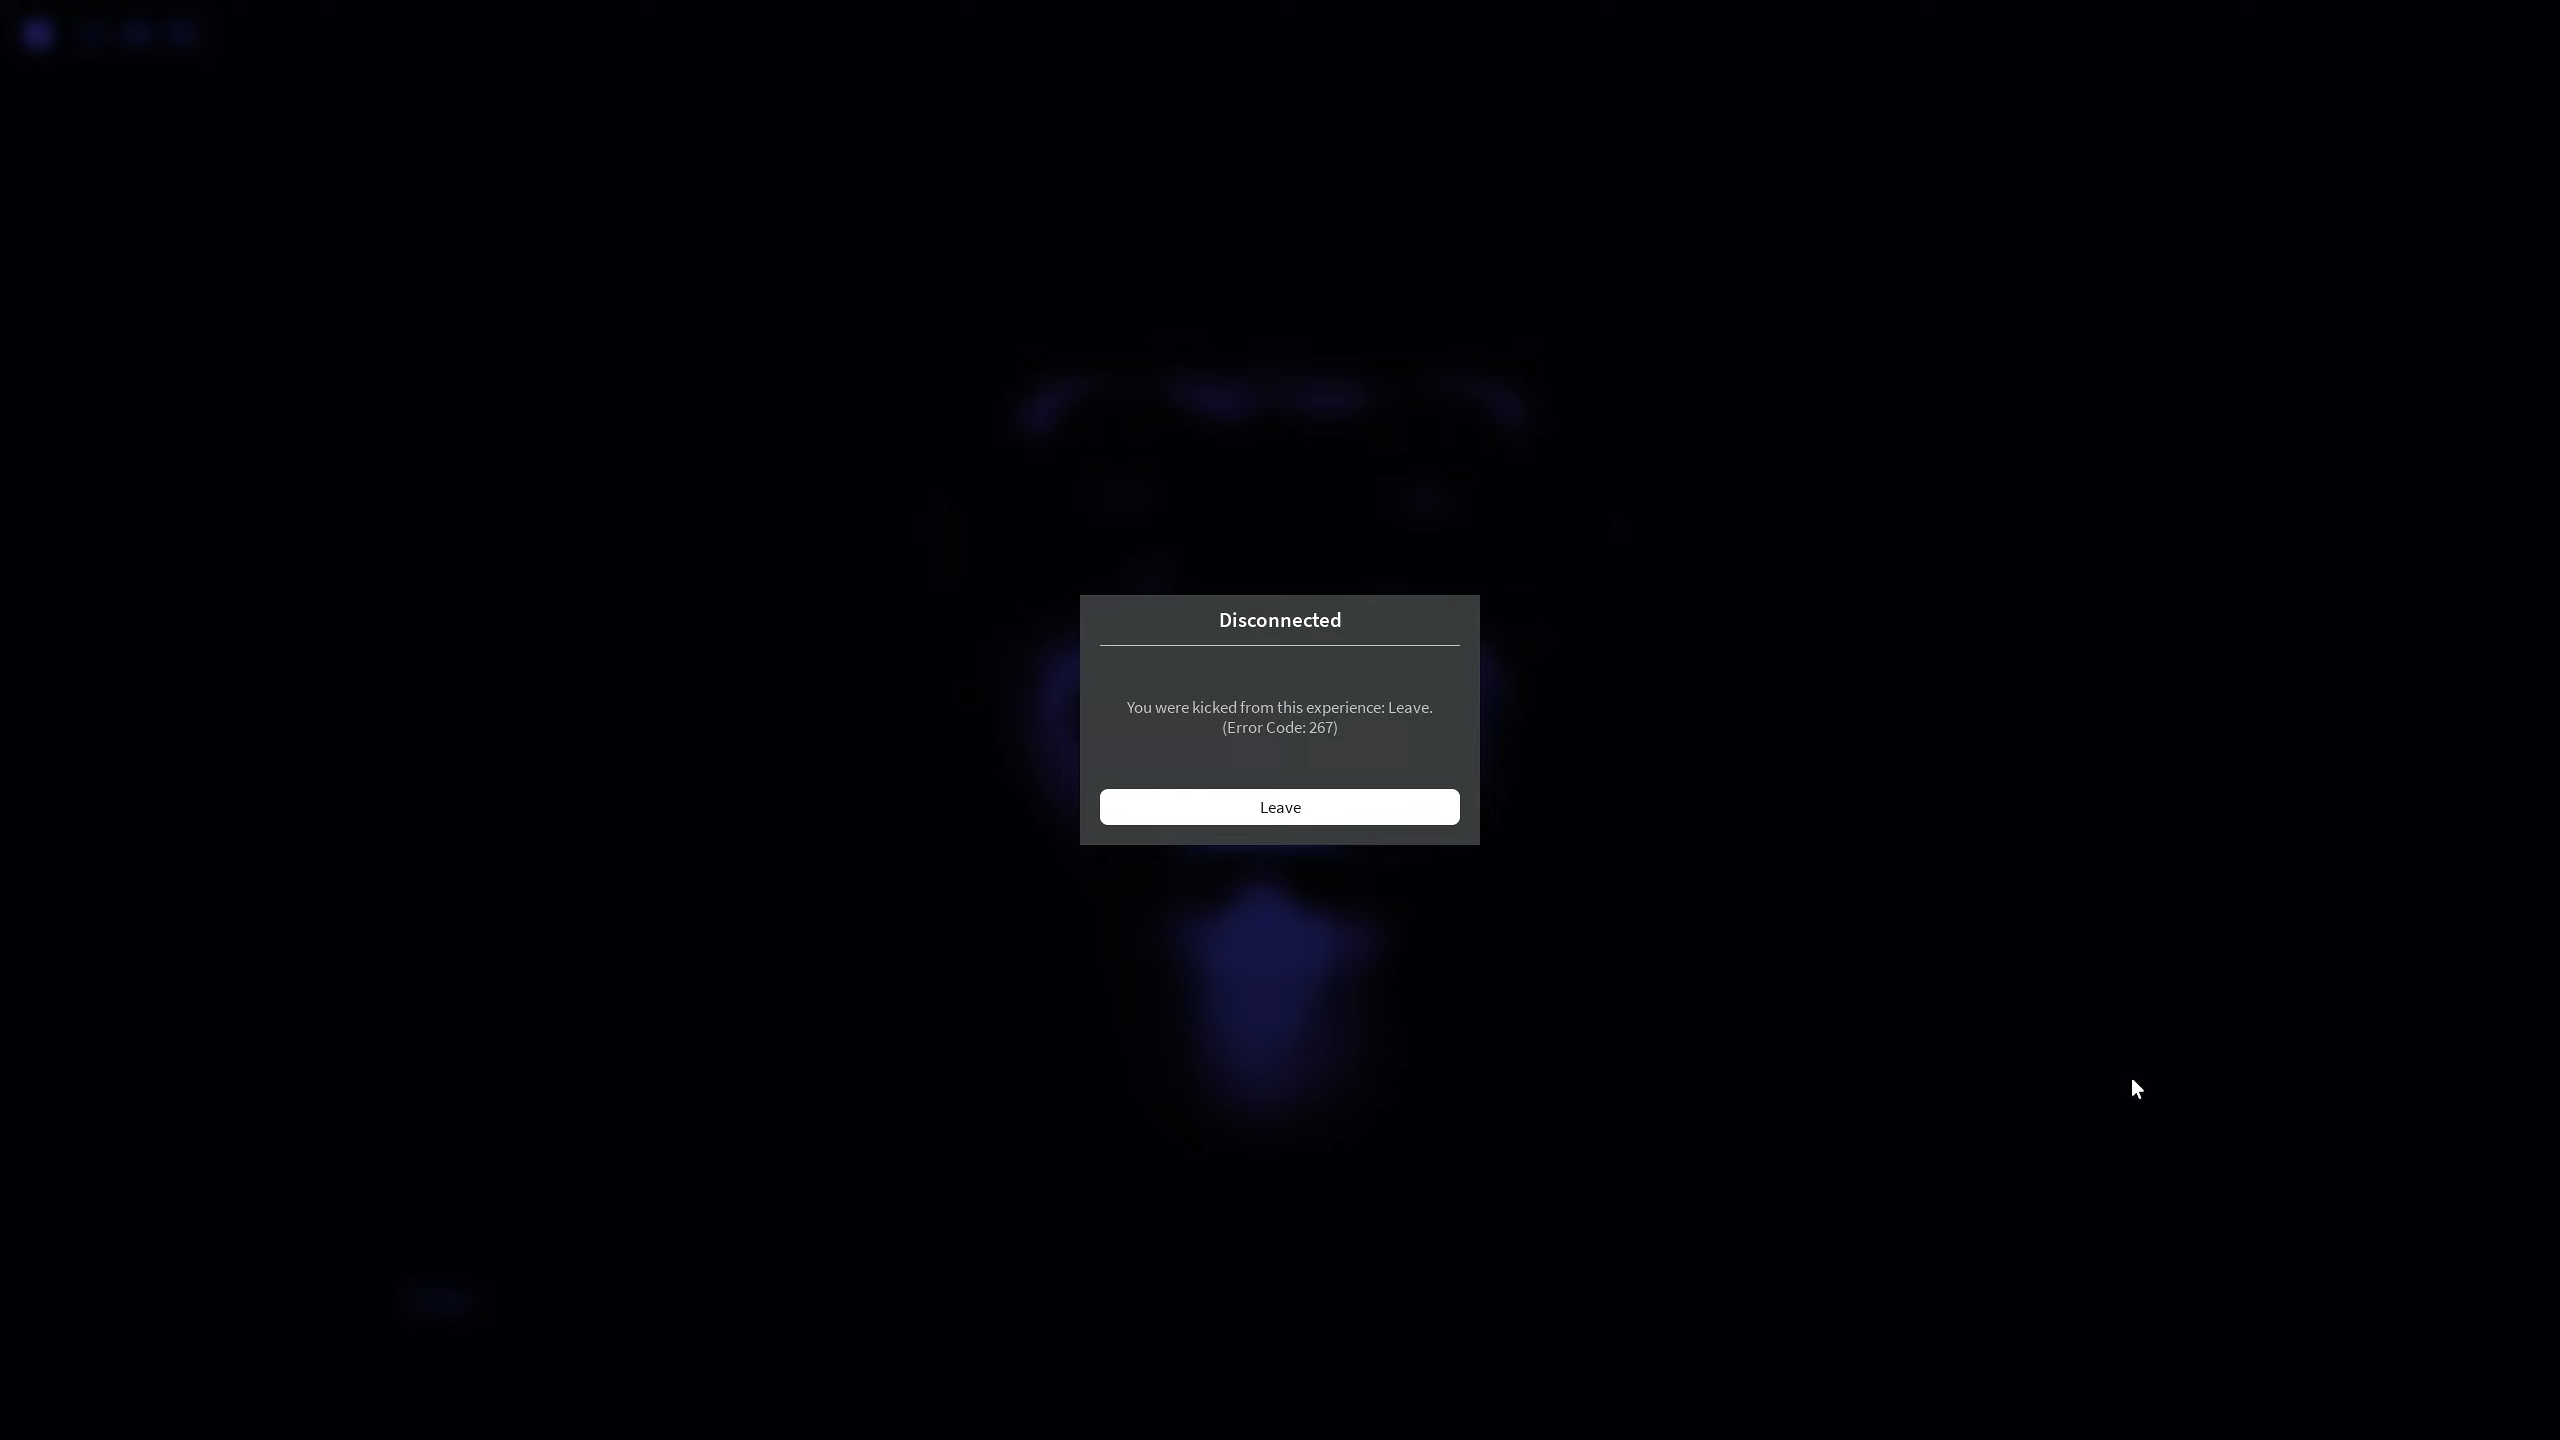 Disconnected
You were kicked from this experience: Leave.
(Error Code: 267)
Leave